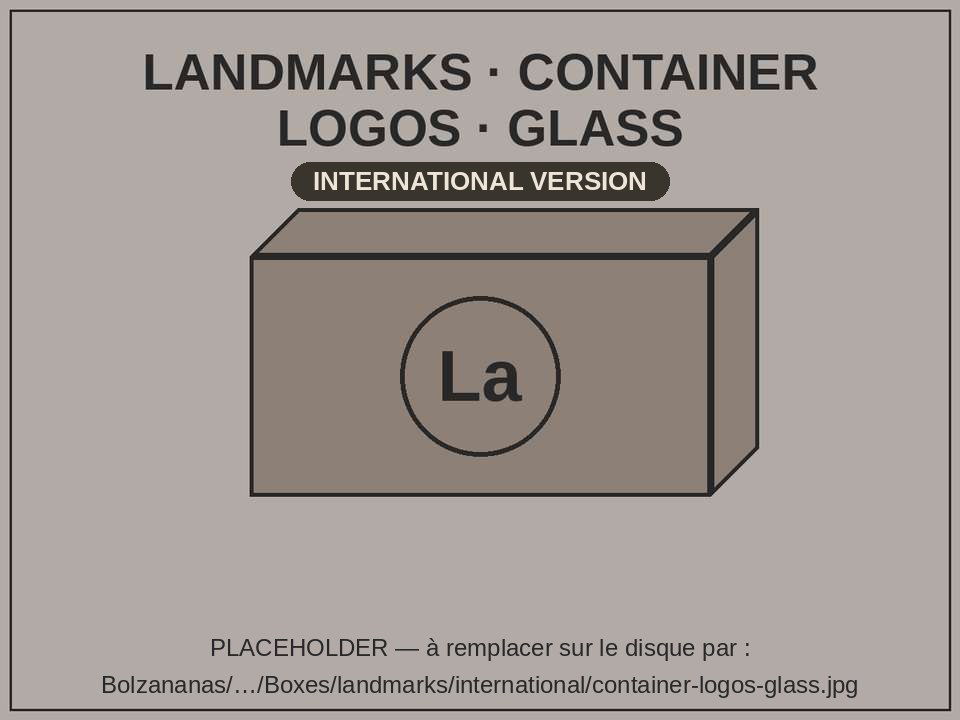 LANDMARKS · CONTAINER
LOGOS · GLASS
INTERNATIONAL VERSION
La
PLACEHOLDER — à remplacer sur le disque par :
Bolzananas/…/Boxes/landmarks/international/container-logos-glass.jpg